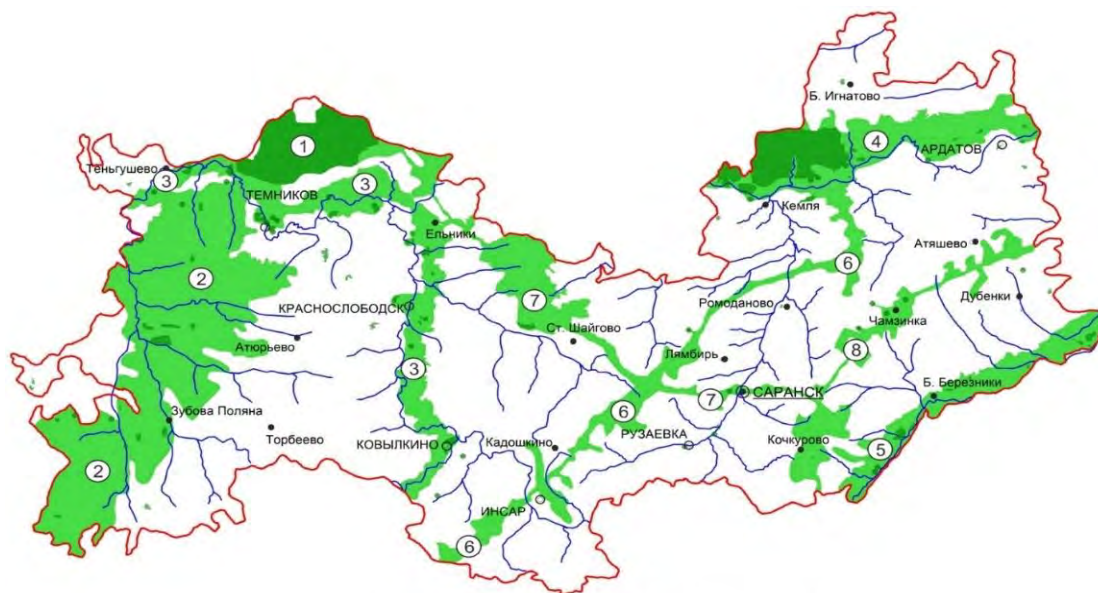 Б. Игнатово
1
4
АРДАТОВ
Теньгушево
3
3
ТЕМНИКОВ
Кемля
Ельники
Атяшево
2
6
7
Дубенки
КРАСНОСЛОБОДСК
Ромоданово
Чамзинка
Ст. Шайгово
Атюрьево
Лямбирь
8
3
Б. Березники
САРАНСК
7
Зубова Поляна
6
Торбеево
РУЗАЕВКА
КОВЫЛКИНО
Кадошкино
Кочкурово
5
2
ИНСАР
6